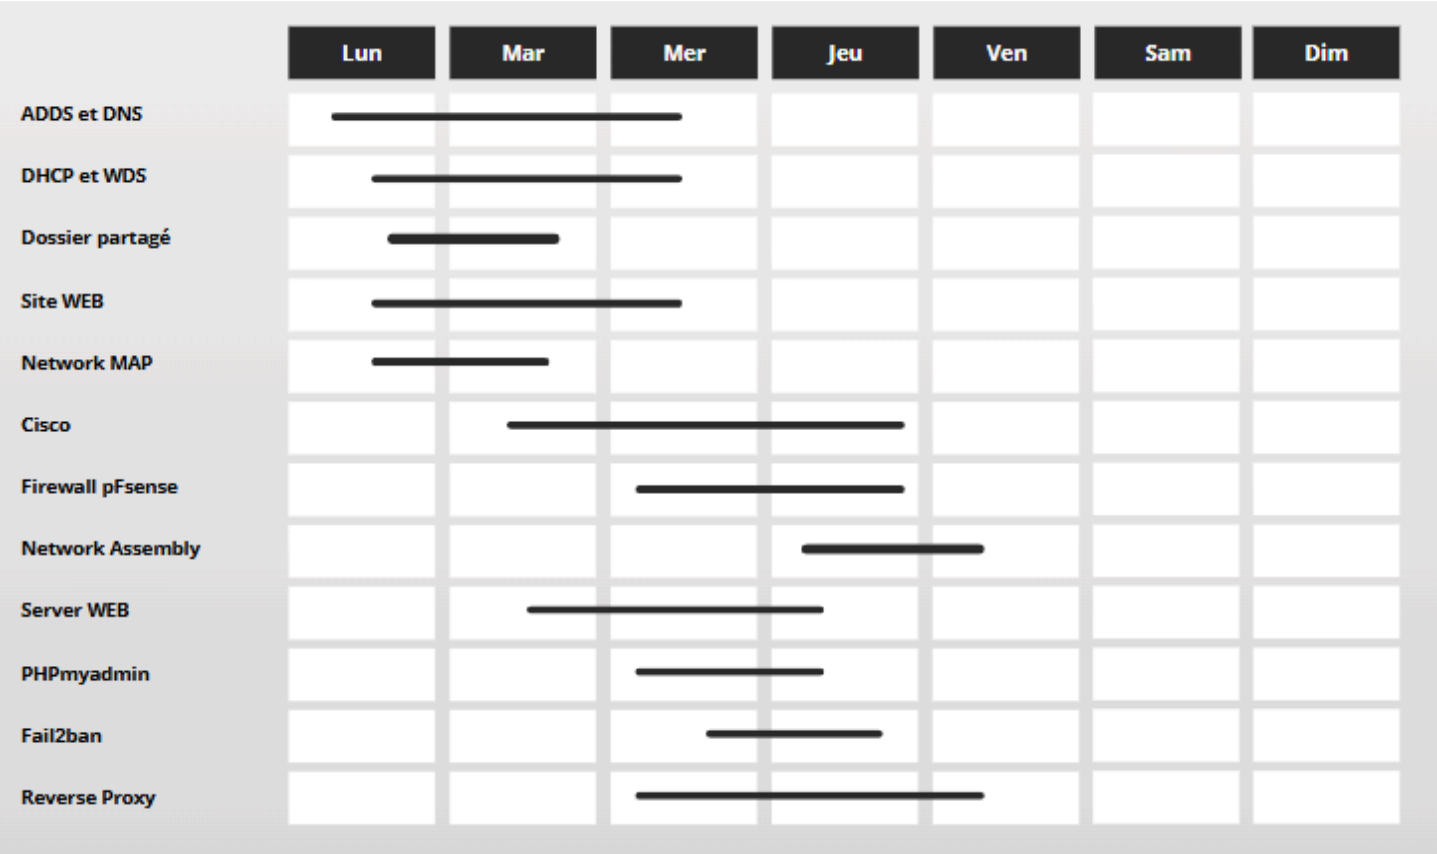 Lun Mar Mer Jeu Ven Sam Dim
ADDS et DNS
DHCP et WDS
Dossier partagé
Site WEB
Network MAP
Cisco
Firewall pFsense
Network Assembly
Server WEB
PHPmyadmin
Fail2ban
Reverse Proxy